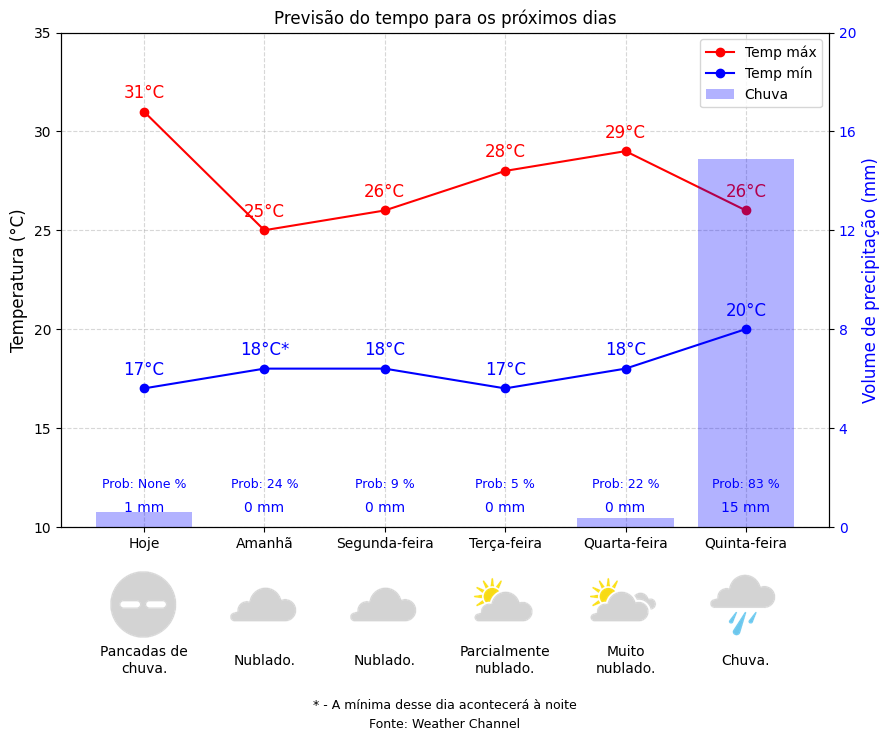 Previsão do tempo para os próximos dias
35
30
25
20
15
10
Temperatura (°C)
20
16
12
8
4
0
Volume de precipitação (mm)
Temp máx
Temp mín
Chuva
31°C
25°C
26°C
28°C
29°C
26°C
17°C
18°C*
18°C
17°C
18°C
20°C
Prob: None %
Prob: 24 %
Prob: 9 %
Prob: 5 %
Prob: 22 %
Prob: 83 %
1 mm
0 mm
0 mm
0 mm
0 mm
15 mm
Hoje
Amanhã
Segunda-feira
Terça-feira
Quarta-feira
Quinta-feira
Pancadas de
chuva.
Nublado.
Nublado.
Parcialmente
nublado.
Muito
nublado.
Chuva.
* - A mínima desse dia acontecerá à noite
Fonte: Weather Channel